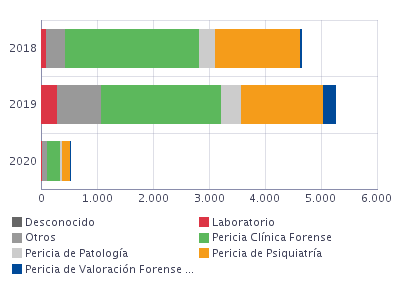 2018
2019
2020
0 1.000 2.000 3.000 4.000 5.000 6.000
Desconocido Laboratorio
Otros Pericia Clínica Forense
Pericia de Patología Pericia de Psiquiatría
Pericia de Valoración Forense ...